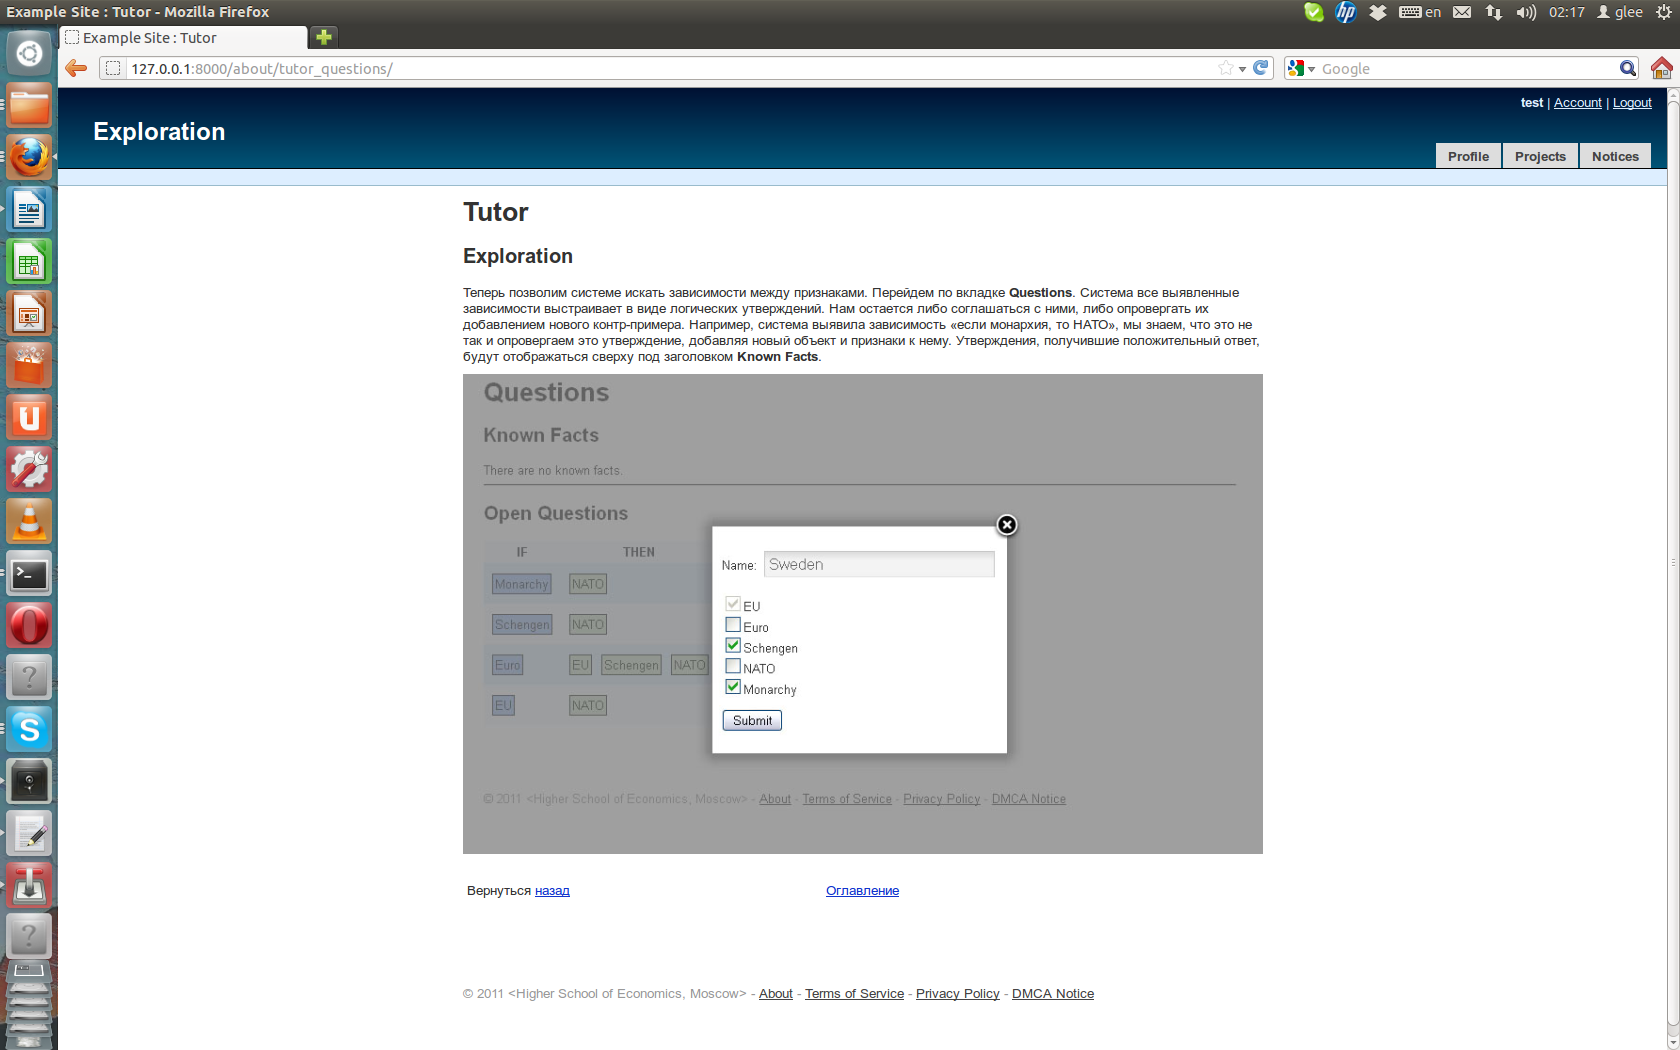 Example Site : Tutor - Mozilla Firefox
en
02:17
glee
Example Site : Tutor
127.0.0.1:8000/about/tutor_questions/
Google
test | Account | Logout
Exploration
Profile Projects Notices
Tutor
Exploration
Теперь позволим системе искать зависимости между признаками. Перейдем по вкладке Questions. Система все выявленные
зависимости выстраивает в виде логических утверждений. Нам остается либо соглашаться с ними, либо опровергать их
добавлением нового контр-примера. Например, система выявила зависимость «если монархия, то НАТО», мы знаем, что это не
так и опровергаем это утверждение, добавляя новый объект и признаки к нему. Утверждения, получившие положительный ответ,
будут отображаться сверху под заголовком Known Facts.
Questions
Known Facts
There are no known facts.
Open Questions
IF THEN
Monarchy NATO
Schengen NATO
Euro EU Schengen NATO
EU NATO
Name: Sweden
EU
Euro
Schengen
NATO
Monarchy
Submit
© 2011 <Higher School of Economics, Moscow> - About - Terms of Service - Privacy Policy - DMCA Notice
Вернуться назад
Оглавление
© 2011 <Higher School of Economics, Moscow> - About - Terms of Service - Privacy Policy - DMCA Notice